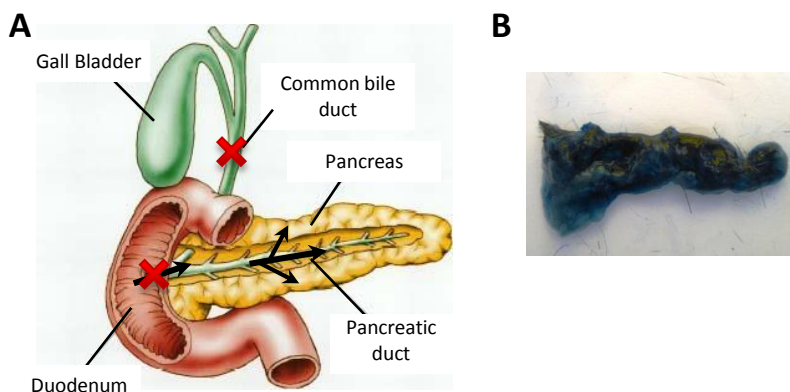 A
B
Gall Bladder
Common bile
duct
Pancreas
Pancreatic
duct
Duodenum